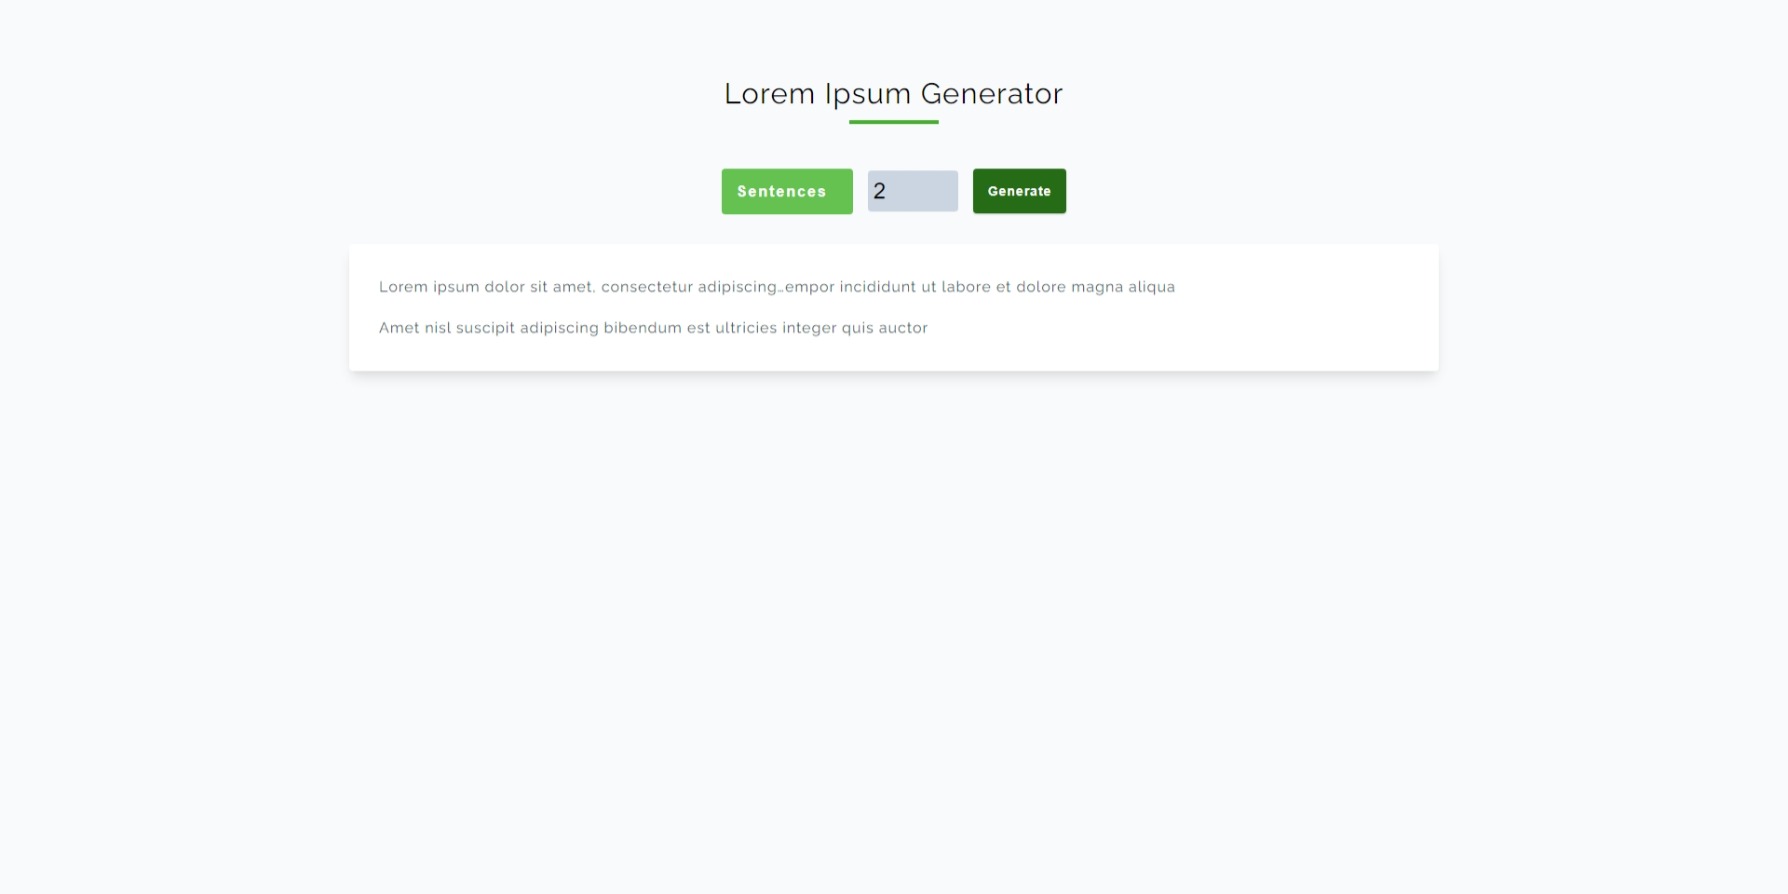 Lorem Ipsum Generator
Sentences 2 Generate
Lorem ipsum dolor sit amet, consectetur adipiscing…empor incididunt ut labore et dolore magna aliqua
Amet nisl suscipit adipiscing bibendum est ultricies integer quis auctor